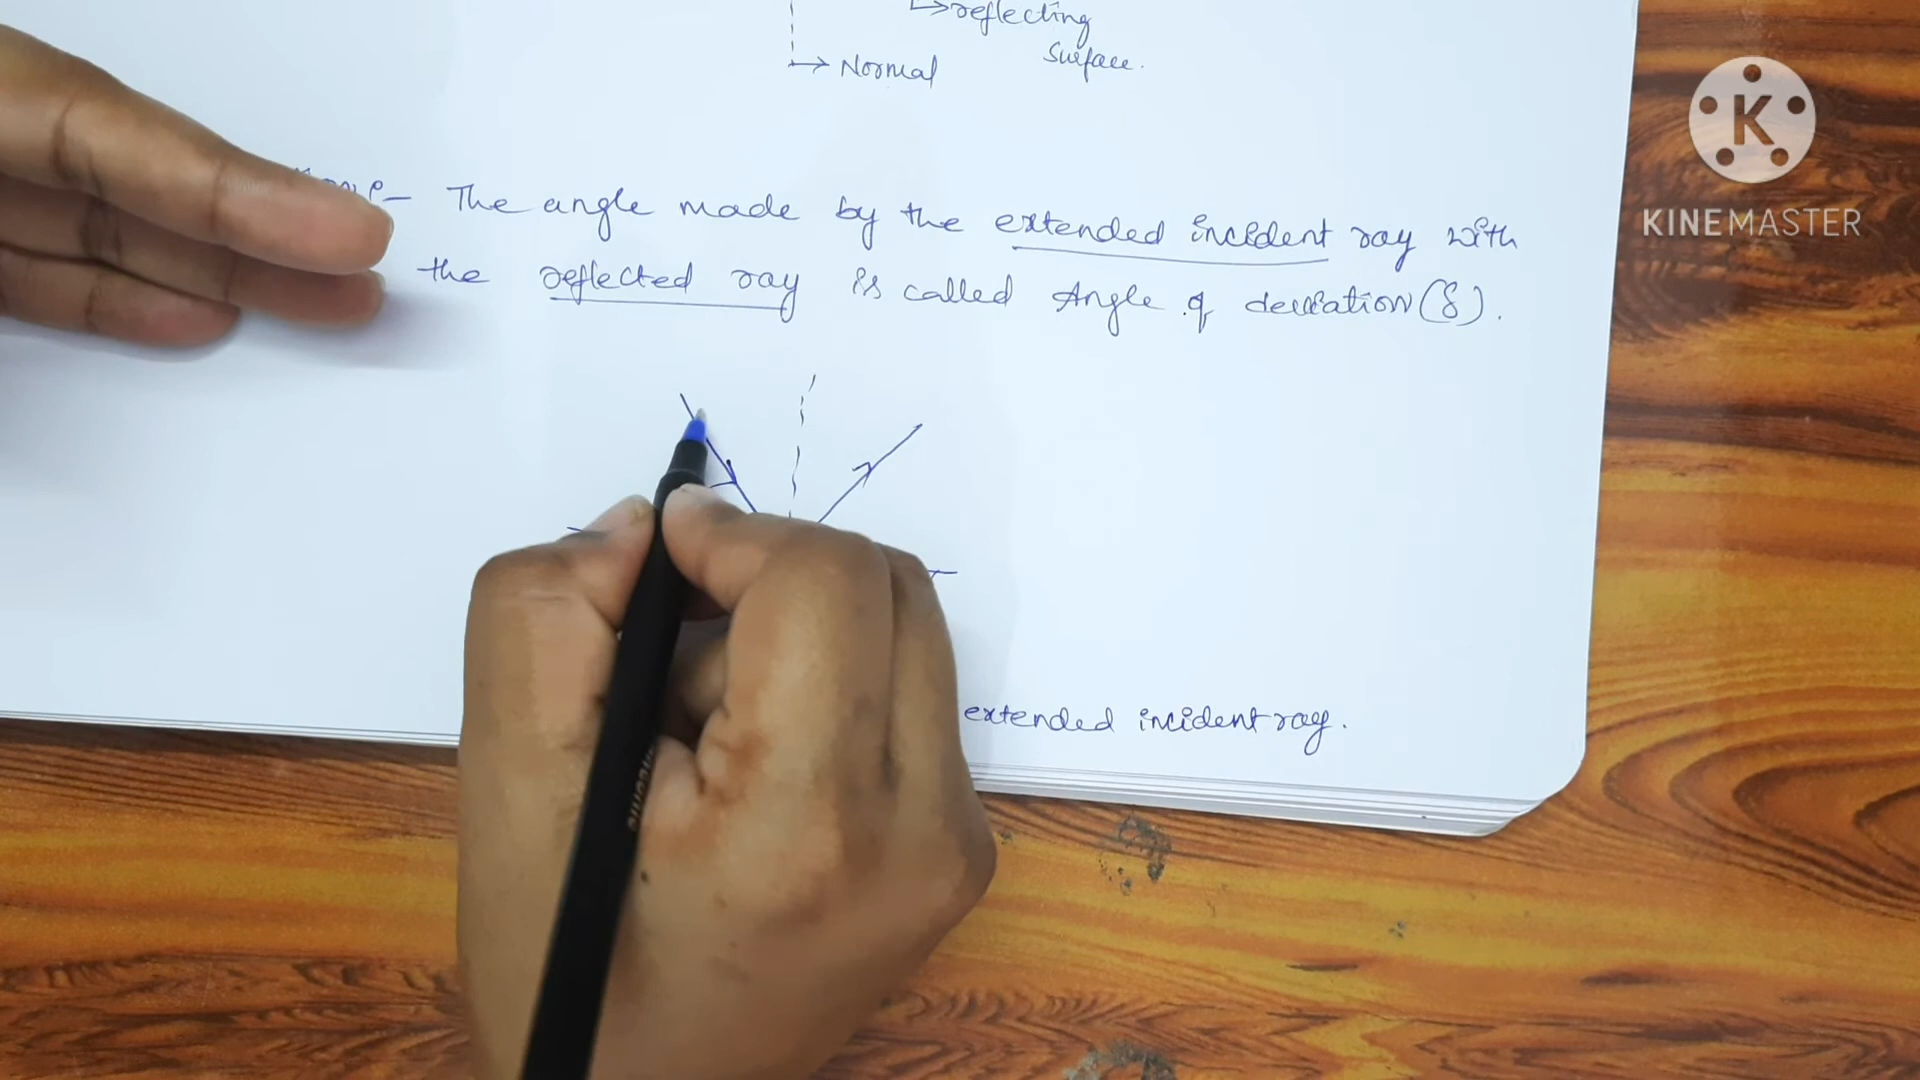 reflecting
surface.
Normal
K
KINEMASTER
The angle made by the extended incident ray with
the reflected ray is called Angle of deviation (δ).
extended incident ray.